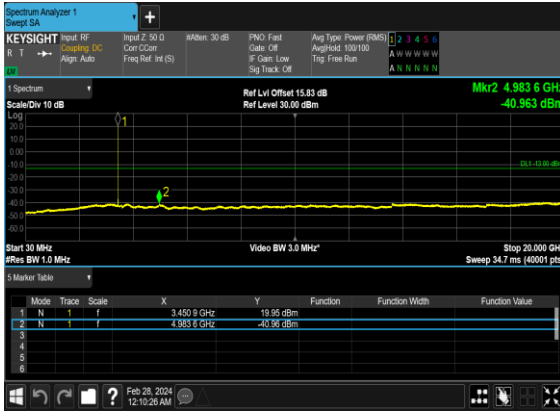 Spectrum Analyzer 1
Swept SA
+
KEYSIGHT Input: RF Input Z: 50 Ω #Atten: 30 dB PNO: Fast Avg Type: Power (RMS) 1 2 3 4 5 6
R T Coupling: DC Corr CCorr Gate: Off Avg|Hold: 100/100 A W W W W W
Align: Auto Freq Ref: Int (S) IF Gain: Low Trig: Free Run
Sig Track: Off A N N N N N
1 Spectrum Ref Lvl Offset 15.83 dB Mkr2 4.983 6 GHz
Scale/Div 10 dB Ref Level 30.00 dBm -40.963 dBm
Log
20.0
10.0
0.00
-10.0
-20.0
-30.0
-40.0
-50.0
-60.0
1
2
DL1 -13.00 dBm
Start 30 MHz Video BW 3.0 MHz* Stop 20.000 GH
#Res BW 1.0 MHz Sweep 34.7 ms (40001 pts
5 Marker Table
Mode Trace Scale X Y Function Function Width Function Value
1 N 1 f 3.450 9 GHz 19.95 dBm
2 N 1 f 4.983 6 GHz -40.96 dBm
3
4
5
6
? Feb 28, 2024
12:10:26 AM